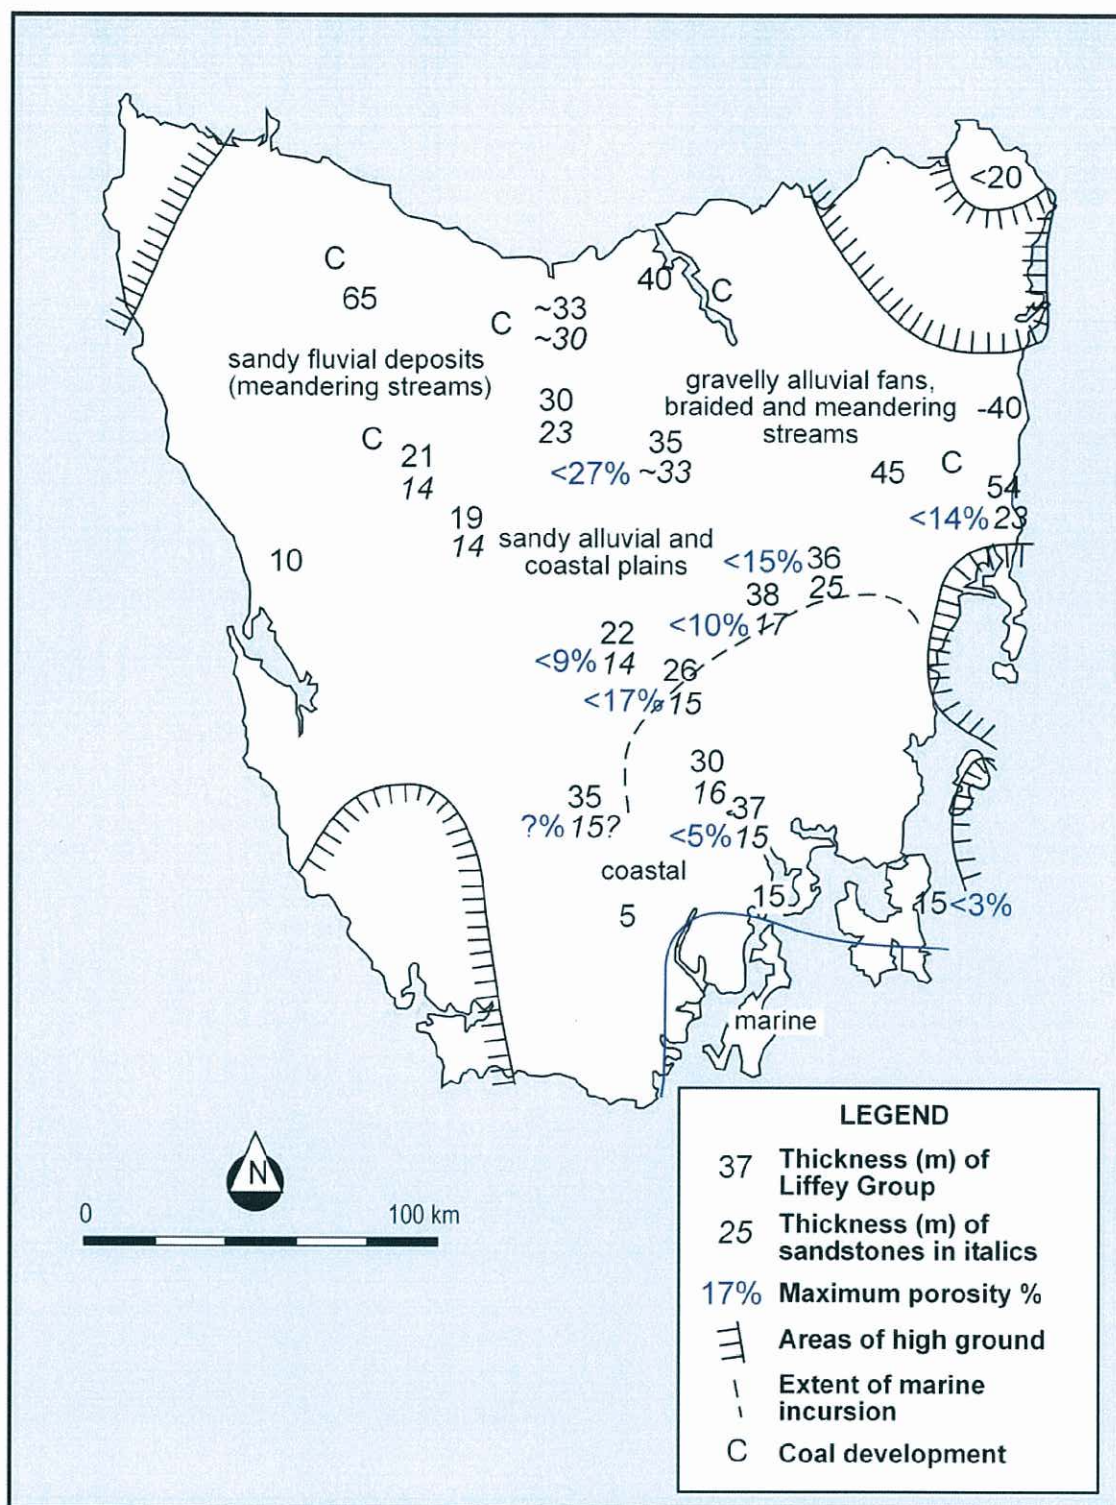 <20
C
40
C
65
~33
C
~30
sandy fluvial deposits
(meandering streams)
gravelly alluvial fans,
braided and meandering
streams
-40
30
23
C
35
21
<27% ~33
14
45
C
54
<14% 23
19
14
sandy alluvial and
coastal plains
10
<15% 36
25
38
<10% 17
22
<9% 14
26
<17% 15
30
16
35
?% 15?
37
<5% 15
coastal
15
15 <3%
5
marine
LEGEND
37 Thickness (m) of
Liffey Group
25 Thickness (m) of
sandstones in italics
17% Maximum porosity %
Areas of high ground
Extent of marine
incursion
C Coal development
N
0 100 km